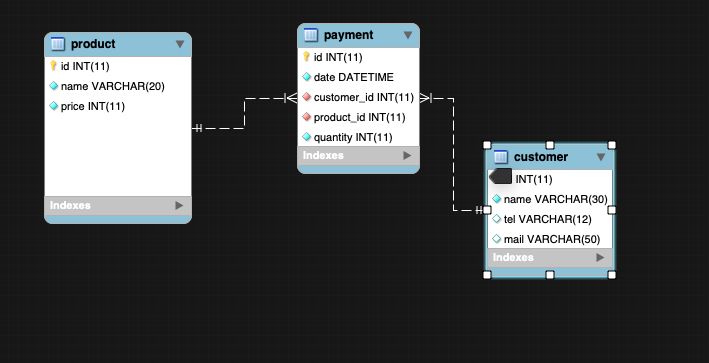 product
id INT(11)
name VARCHAR(20)
price INT(11)
Indexes
payment
id INT(11)
date DATETIME
customer_id INT(11)
product_id INT(11)
quantity INT(11)
Indexes
customer
INT(11)
name VARCHAR(30)
tel VARCHAR(12)
mail VARCHAR(50)
Indexes